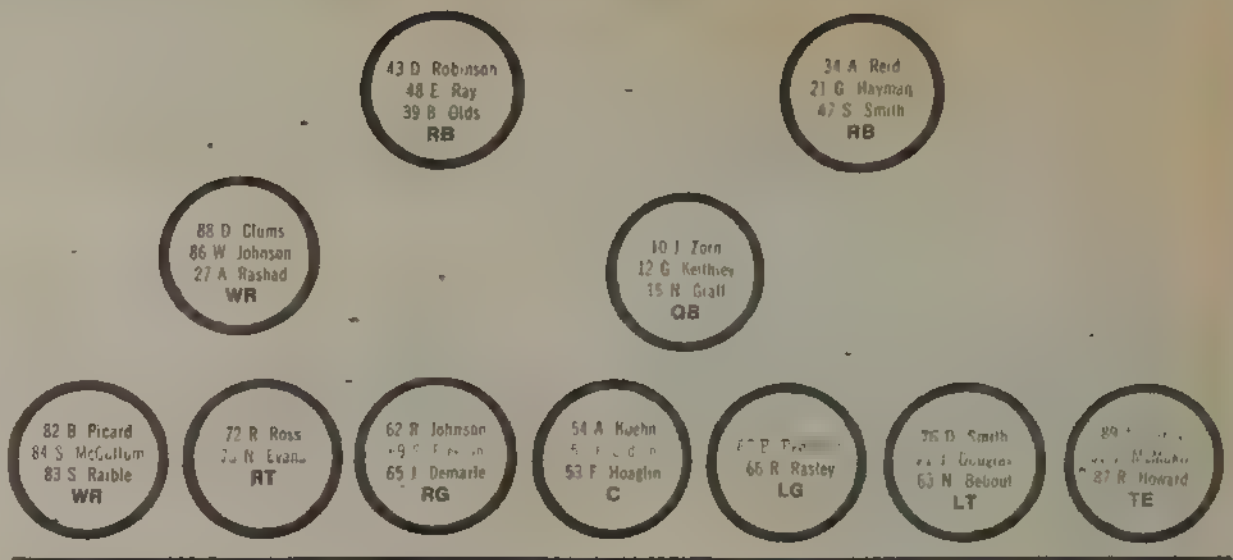 43 D Robinson
48 E Ray
39 B Olds
RB
34 A Reid
21 G Hayman
47 S Smith
RB
88 D Clums
86 W Johnson
27 A Rashad
WR
10 J Zorn
12 G
15 N Graff
QB
82 B Picard
84 S McCullum
83 S Raible
WR
72 R Ross
N Evans
RT
62 R Johnson
65 J Demarie
RG
54 A Kuehn
53 F Hoaglin
C
66 R Rasley
LG
76 D Smith
Douglas
63 N Bebout
LT
89
87 R Howard
TE